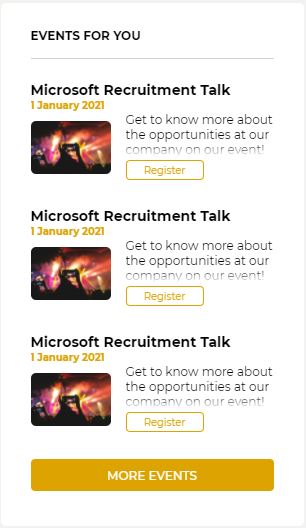 EVENTS FOR YOU
Microsoft Recruitment Talk
1 January 2021
Get to know more about
the opportunities at our
company on our event!
Register
Microsoft Recruitment Talk
1 January 2021
Get to know more about
the opportunities at our
company on our event!
Register
Microsoft Recruitment Talk
1 January 2021
Get to know more about
the opportunities at our
company on our event!
Register
MORE EVENTS